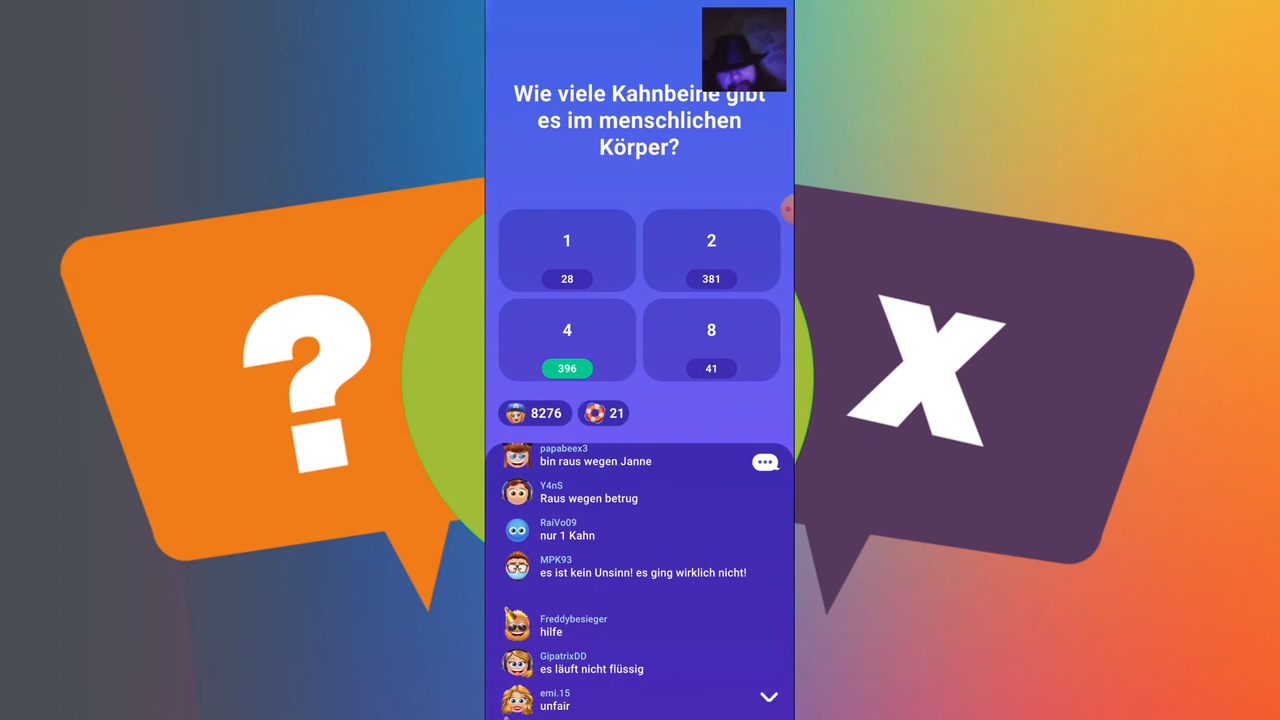 Wie viele Kahnbeine gibt
es im menschlichen
Körper?
1
28
2
381
4
396
8
41
8276
21
papabeex3
bin raus wegen Janne
Y4nS
Raus wegen betrug
RaiVo09
nur 1 Kahn
MPK93
es ist kein Unsinn! es ging wirklich nicht!
Freddybesieger
hilfe
GipatrixDD
es läuft nicht flüssig
emi.15
unfair
?
X